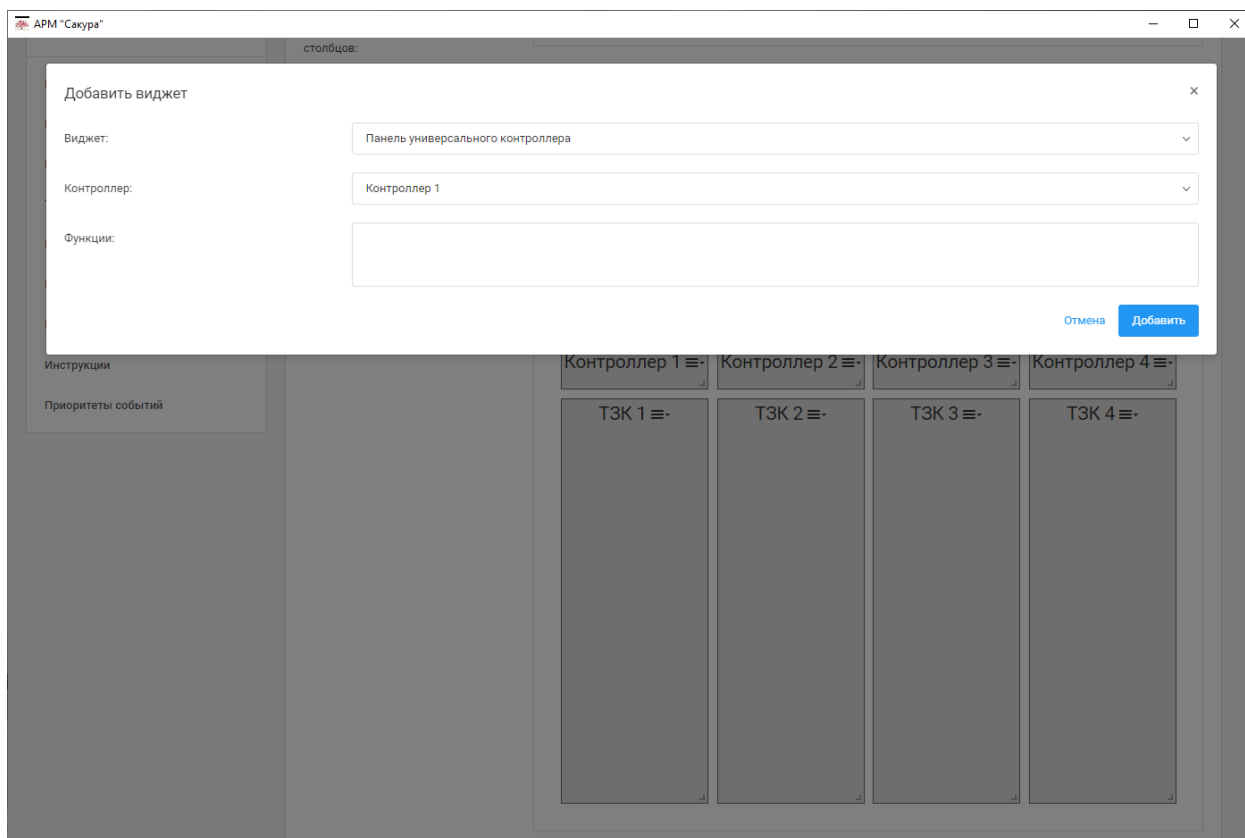 АРМ "Сакура"
столбцов:
Добавить виджет
Виджет:
Панель универсального контроллера
Контроллер:
Контроллер 1
Функции:
Отмена
Добавить
Контроллер 1
Контроллер 2
Контроллер 3
Контроллер 4
Инструкции
Приоритеты событий
ТЗК 1
ТЗК 2
ТЗК 3
ТЗК 4